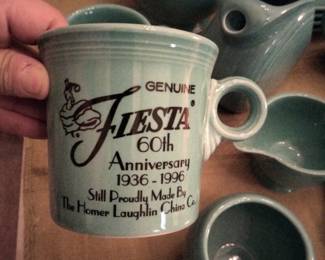 GENUINE
FIESTA®
60th
Anniversary
1936-1996
Still Proudly Made By
The Homer Laughlin China Co.